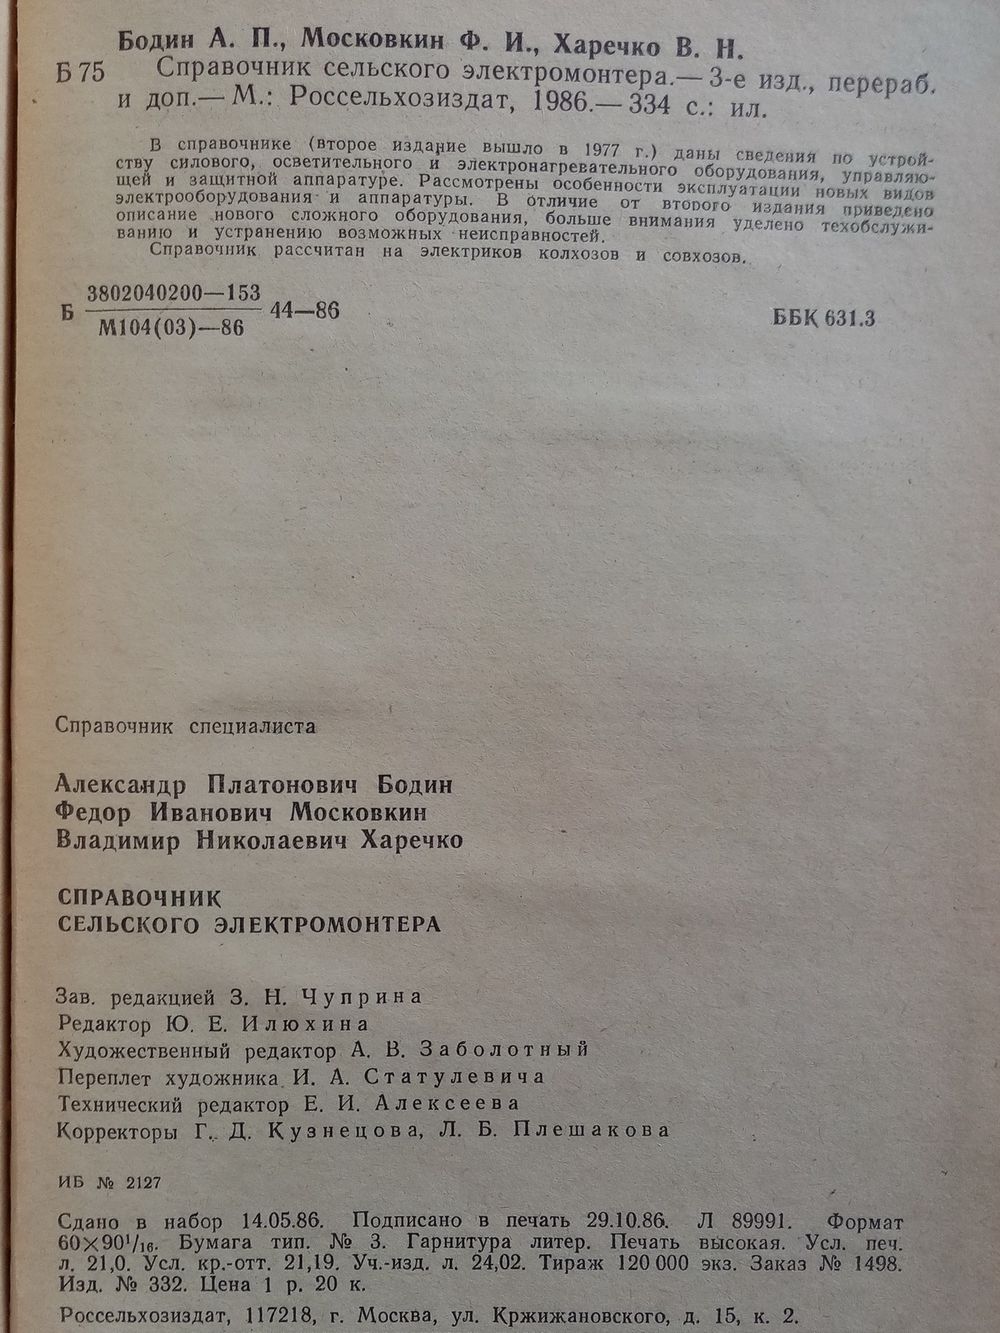 Бодин А. П., Московкин Ф. И., Харечко В. Н.
Б 75 Справочник сельского электромонтера.— 3-е изд., перераб.
и доп.— М.: Россельхозиздат, 1986.— 334 с.: ил.
В справочнике (второе издание вышло в 1977 г.) даны сведения по устрой-
ству силового, осветительного и электронагревательного оборудования, управляю-
щей и защитной аппаратуре. Рассмотрены особенности эксплуатации новых видов
электрооборудования и аппаратуры. В отличие от второго издания приведено
описание нового сложного оборудования, больше внимания уделено техобслужи-
ванию и устранению возможных неисправностей.
Справочник рассчитан на электриков колхозов и совхозов.
Б 3802040200—153 44—86
М104(03)—86
ББК 631.3
Справочник специалиста
Александр Платонович Бодин
Федор Иванович Московкин
Владимир Николаевич Харечко
СПРАВОЧНИК
СЕЛЬСКОГО ЭЛЕКТРОМОНТЕРА
Зав. редакцией З. Н. Чуприна
Редактор Ю. Е. Илюхина
Художественный редактор А. В. Заболотный
Переплет художника И. А. Статулевича
Технический редактор Е. И. Алексеева
Корректоры Г. Д. Кузнецова, Л. Б. Плешакова
ИБ № 2127
Сдано в набор 14.05.86. Подписано в печать 29.10.86. Л 89991. Формат
60×90¹/₁₆. Бумага тип. № 3. Гарнитура литер. Печать высокая. Усл. печ.
л. 21,0. Усл. кр.-отт. 21,19. Уч.-изд. л. 24,02. Тираж 120 000 экз. Заказ № 1498.
Изд. № 332. Цена 1 р. 20 к.
Россельхозиздат, 117218, г. Москва, ул. Кржижановского, д. 15, к. 2.